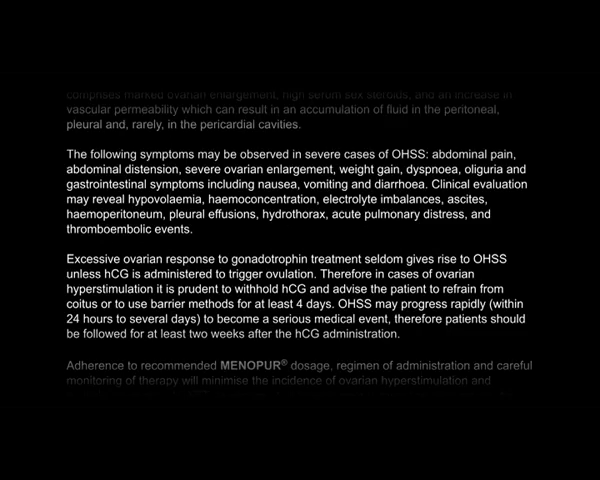 comprises marked ovarian enlargement, high serum sex steroids, and an increase in
vascular permeability which can result in an accumulation of fluid in the peritoneal,
pleural and, rarely, in the pericardial cavities.
The following symptoms may be observed in severe cases of OHSS: abdominal pain,
abdominal distension, severe ovarian enlargement, weight gain, dyspnoea, oliguria and
gastrointestinal symptoms including nausea, vomiting and diarrhoea. Clinical evaluation
may reveal hypovolaemia, haemoconcentration, electrolyte imbalances, ascites,
haemoperitoneum, pleural effusions, hydrothorax, acute pulmonary distress, and
thromboembolic events.
Excessive ovarian response to gonadotrophin treatment seldom gives rise to OHSS
unless hCG is administered to trigger ovulation. Therefore in cases of ovarian
hyperstimulation it is prudent to withhold hCG and advise the patient to refrain from
coitus or to use barrier methods for at least 4 days. OHSS may progress rapidly (within
24 hours to several days) to become a serious medical event, therefore patients should
be followed for at least two weeks after the hCG administration.
Adherence to recommended MENOPUR® dosage, regimen of administration and careful
monitoring of therapy will minimise the incidence of ovarian hyperstimulation and